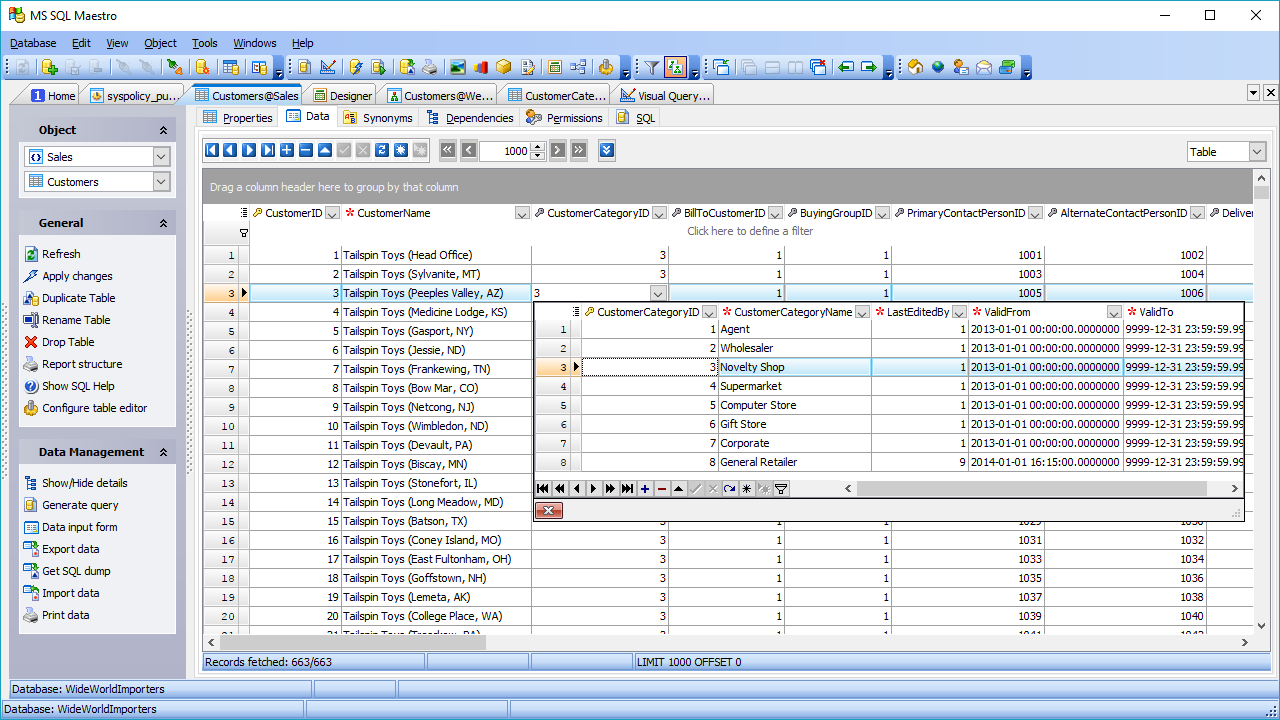 MS SQL Maestro
Database Edit View Object Tools Windows Help
1 Home syspolicy_pu... Customers@Sales Designer Customers@We... CustomerCate... Visual Query...
Properties Data Synonyms Dependencies Permissions SQL
Object
Sales
Customers
General
Refresh
Apply changes
Duplicate Table
Rename Table
Drop Table
Report structure
Show SQL Help
Configure table editor
Data Management
Show/Hide details
Generate query
Data input form
Export data
Get SQL dump
Import data
Print data
1000 Table
Drag a column header here to group by that column
CustomerID CustomerName CustomerCategoryID BillToCustomerID BuyingGroupID PrimaryContactPersonID AlternateContactPersonID Deliver
Click here to define a filter
1 1 Tailspin Toys (Head Office) 3 1 1 1001 1002
2 2 Tailspin Toys (Sylvanite, MT) 3 1 1 1003 1004
3 3 Tailspin Toys (Peeples Valley, AZ) 3 1 1 1005 1006
4 4 Tailspin Toys (Medicine Lodge, KS)
5 5 Tailspin Toys (Gasport, NY)
6 6 Tailspin Toys (Jessie, ND)
7 7 Tailspin Toys (Frankewing, TN)
8 8 Tailspin Toys (Bow Mar, CO)
9 9 Tailspin Toys (Netcong, NJ)
10 10 Tailspin Toys (Wimbledon, ND)
11 11 Tailspin Toys (Devault, PA)
12 12 Tailspin Toys (Biscay, MN)
13 13 Tailspin Toys (Stonefort, IL)
14 14 Tailspin Toys (Long Meadow, MD)
15 15 Tailspin Toys (Batson, TX)
16 16 Tailspin Toys (Coney Island, MO) 3 1 1 1031 1032
17 17 Tailspin Toys (East Fultonham, OH) 3 1 1 1033 1034
18 18 Tailspin Toys (Goffstown, NH) 3 1 1 1035 1036
19 19 Tailspin Toys (Lemeta, AK) 3 1 1 1037 1038
20 20 Tailspin Toys (College Place, WA) 3 1 1 1039 1040
CustomerCategoryID CustomerCategoryName LastEditedBy ValidFrom ValidTo
1 1 Agent 1 2013-01-01 00:00:00.0000000 9999-12-31 23:59:59.99
2 2 Wholesaler 1 2013-01-01 00:00:00.0000000 9999-12-31 23:59:59.99
3 3 Novelty Shop 1 2013-01-01 00:00:00.0000000 9999-12-31 23:59:59.99
4 4 Supermarket 1 2013-01-01 00:00:00.0000000 9999-12-31 23:59:59.99
5 5 Computer Store 1 2013-01-01 00:00:00.0000000 9999-12-31 23:59:59.99
6 6 Gift Store 1 2013-01-01 00:00:00.0000000 9999-12-31 23:59:59.99
7 7 Corporate 1 2013-01-01 00:00:00.0000000 9999-12-31 23:59:59.99
8 8 General Retailer 9 2014-01-01 16:15:00.0000000 9999-12-31 23:59:59.99
Records fetched: 663/663 LIMIT 1000 OFFSET 0
Database: WideWorldImporters
Database: WideWorldImporters